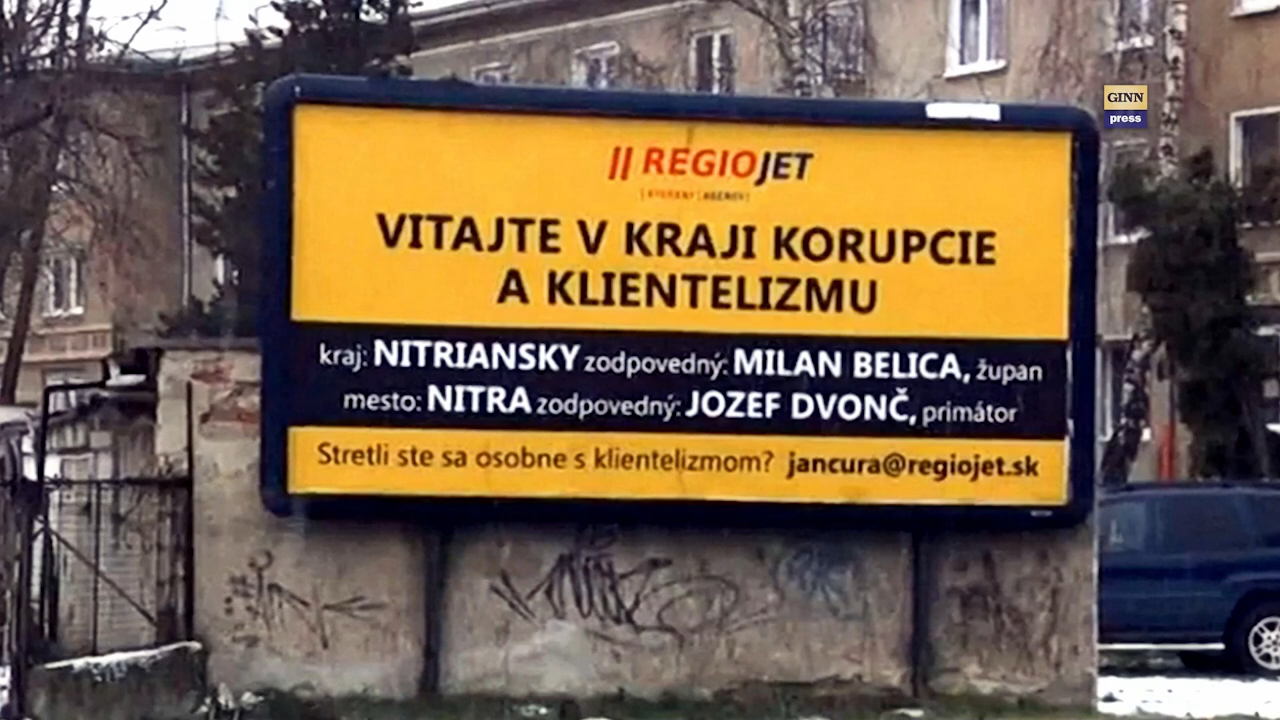 GINN
press
|| REGIOJET
VITAJTE V KRAJI KORUPCIE
A KLIENTELIZMU
kraj: NITRIANSKY zodpovedný: MILAN BELICA, župan
mesto: NITRA zodpovedný: JOZEF DVONČ, primátor
Stretli ste sa osobne s klientelizmom? jancura@regiojet.sk